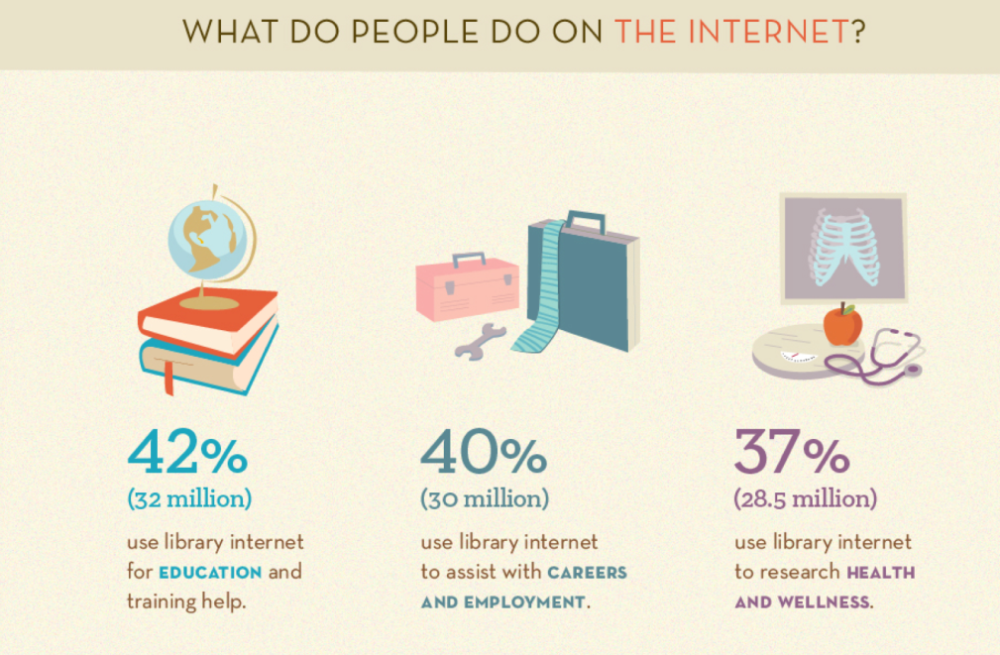 WHAT DO PEOPLE DO ON THE INTERNET?
42%
(32 million)
use library internet
for EDUCATION and
training help.
40%
(30 million)
use library internet
to assist with CAREERS
AND EMPLOYMENT.
37%
(28.5 million)
use library internet
to research HEALTH
AND WELLNESS.